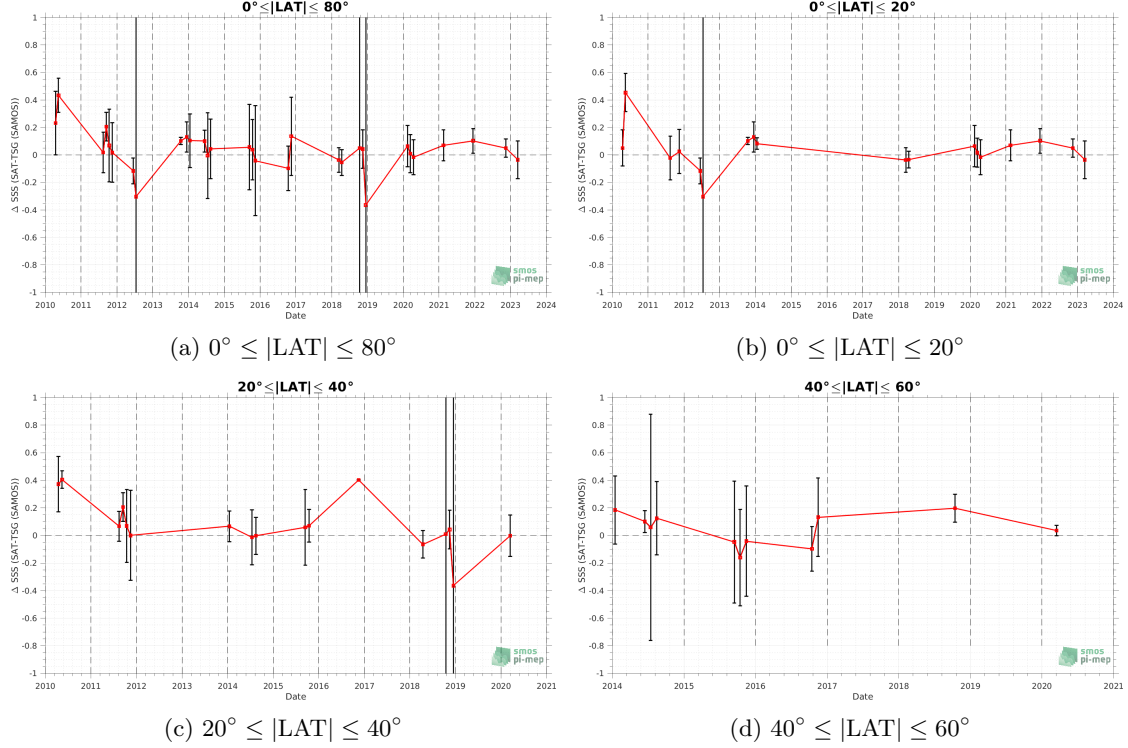 0°≤|LAT|≤ 80°
Δ SSS (SAT-TSG (SAMOS))
1
0.8
0.6
0.4
0.2
0
-0.2
-0.4
-0.6
-0.8
-1
2010 2011 2012 2013 2014 2015 2016 2017 2018 2019 2020 2021 2022 2023 2024
Date
smos
pi-mep
(a) 0° ≤ |LAT| ≤ 80°
0°≤|LAT|≤ 20°
Δ SSS (SAT-TSG (SAMOS))
1
0.8
0.6
0.4
0.2
0
-0.2
-0.4
-0.6
-0.8
-1
2010 2011 2012 2013 2014 2015 2016 2017 2018 2019 2020 2021 2022 2023 2024
Date
smos
pi-mep
(b) 0° ≤ |LAT| ≤ 20°
20°≤|LAT|≤ 40°
Δ SSS (SAT-TSG (SAMOS))
1
0.8
0.6
0.4
0.2
0
-0.2
-0.4
-0.6
-0.8
-1
2010 2011 2012 2013 2014 2015 2016 2017 2018 2019 2020 2021
Date
smos
pi-mep
(c) 20° ≤ |LAT| ≤ 40°
40°≤|LAT|≤ 60°
Δ SSS (SAT-TSG (SAMOS))
1
0.8
0.6
0.4
0.2
0
-0.2
-0.4
-0.6
-0.8
-1
2014 2015 2016 2017 2018 2019 2020 2021
Date
smos
pi-mep
(d) 40° ≤ |LAT| ≤ 60°